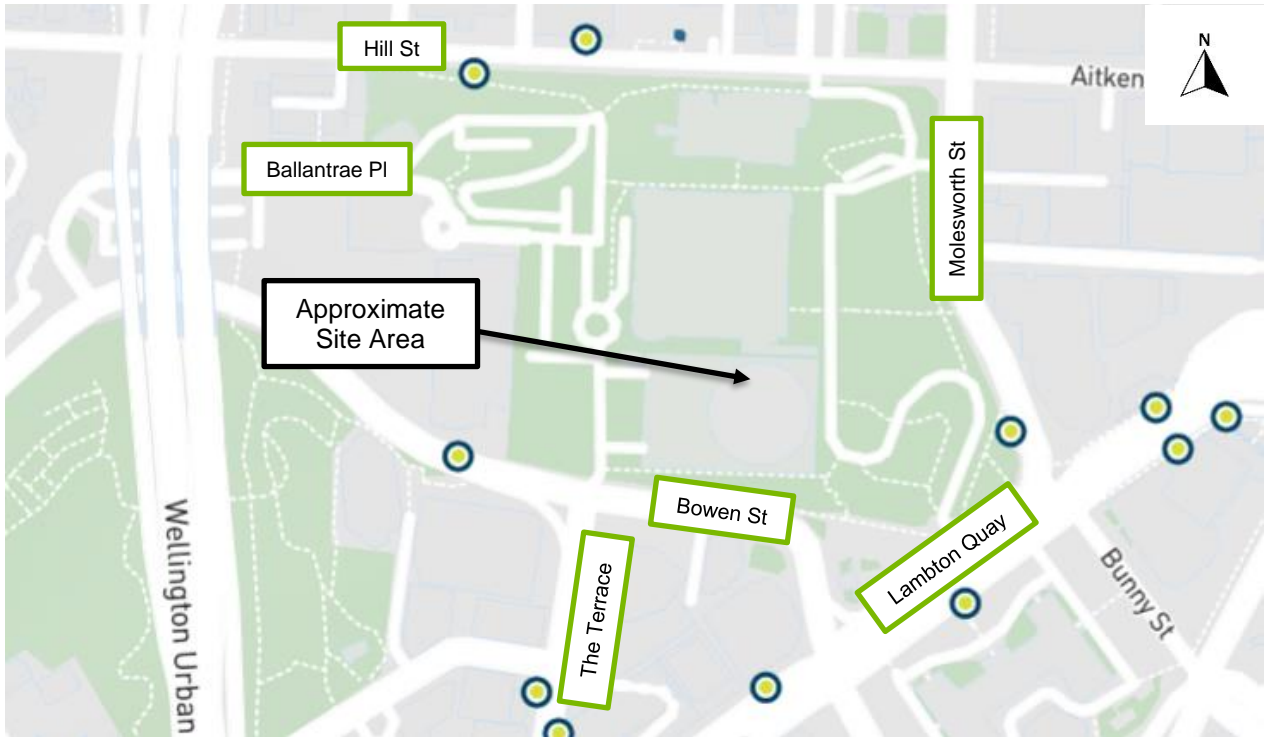 Hill St
N
Aitken
Ballantrae Pl
Molesworth St
Approximate
Site Area
Bowen St
Lambton Quay
The Terrace
Wellington Urban
Bunny St